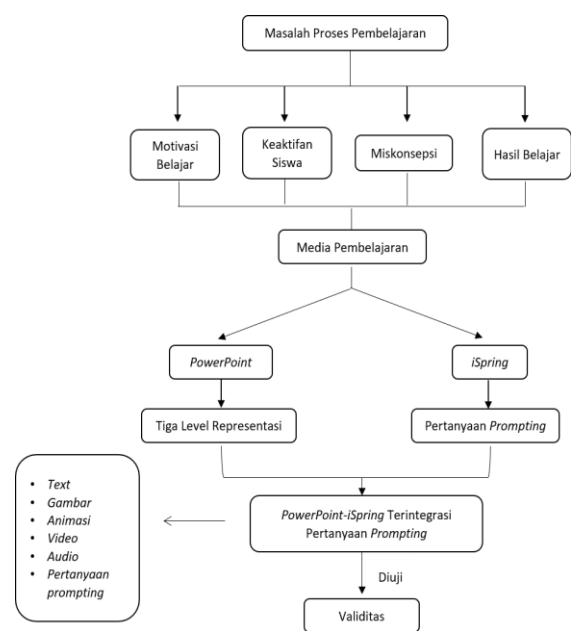 Masalah Proses Pembelajaran
Motivasi
Belajar
Keaktifan
Siswa
Miskonsepsi
Hasil Belajar
Media Pembelajaran
PowerPoint
iSpring
Tiga Level Representasi
Pertanyaan Prompting
• Text
• Gambar
• Animasi
• Video
• Audio
• Pertanyaan
prompting
PowerPoint-iSpring Terintegrasi
Pertanyaan Prompting
Diuji
Validitas